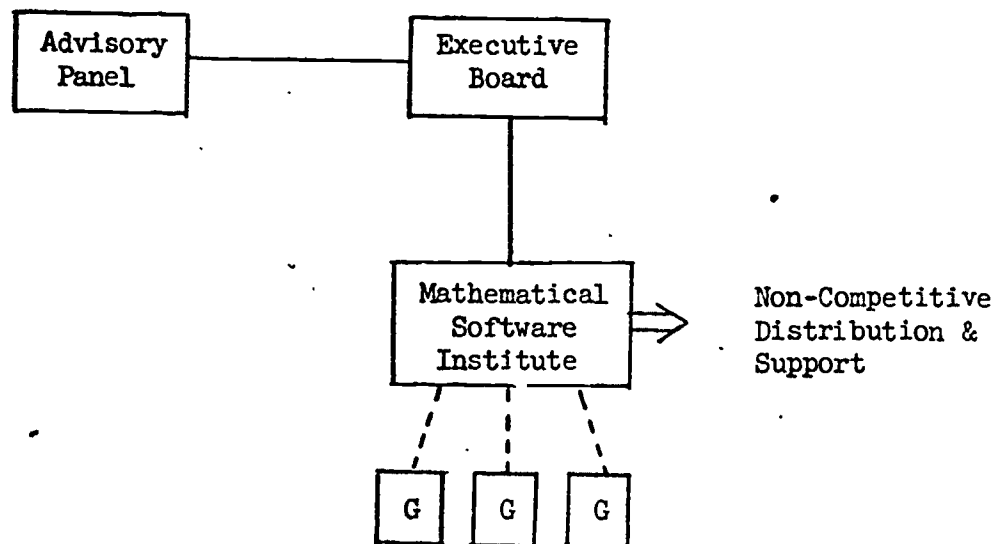 Advisory
Panel
Executive
Board
Mathematical
Software
Institute
Non-Competitive
Distribution &
Support
G
G
G